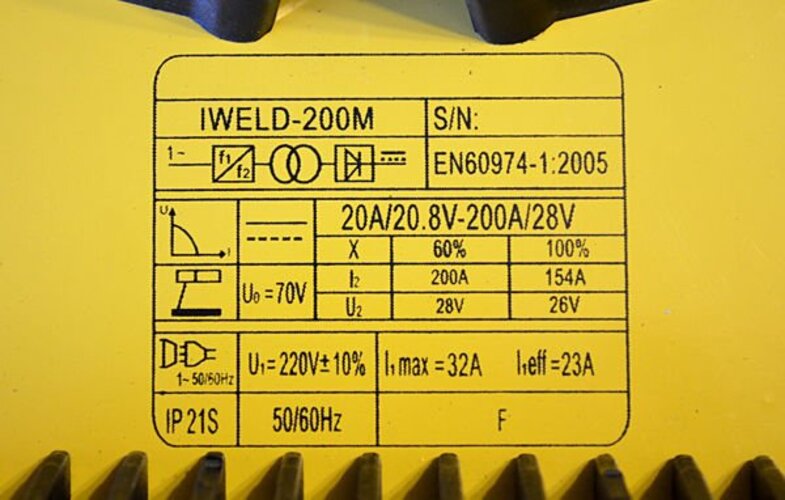 IWELD-200M S/N:
1~ f1/f2 EN60974-1:2005
U 20A/20.8V-200A/28V
I X 60% 100%
I2 200A 154A
U0=70V U2 28V 26V
1~50/60Hz U1=220V±10% I1max=32A I1eff=23A
IP21S 50/60Hz F